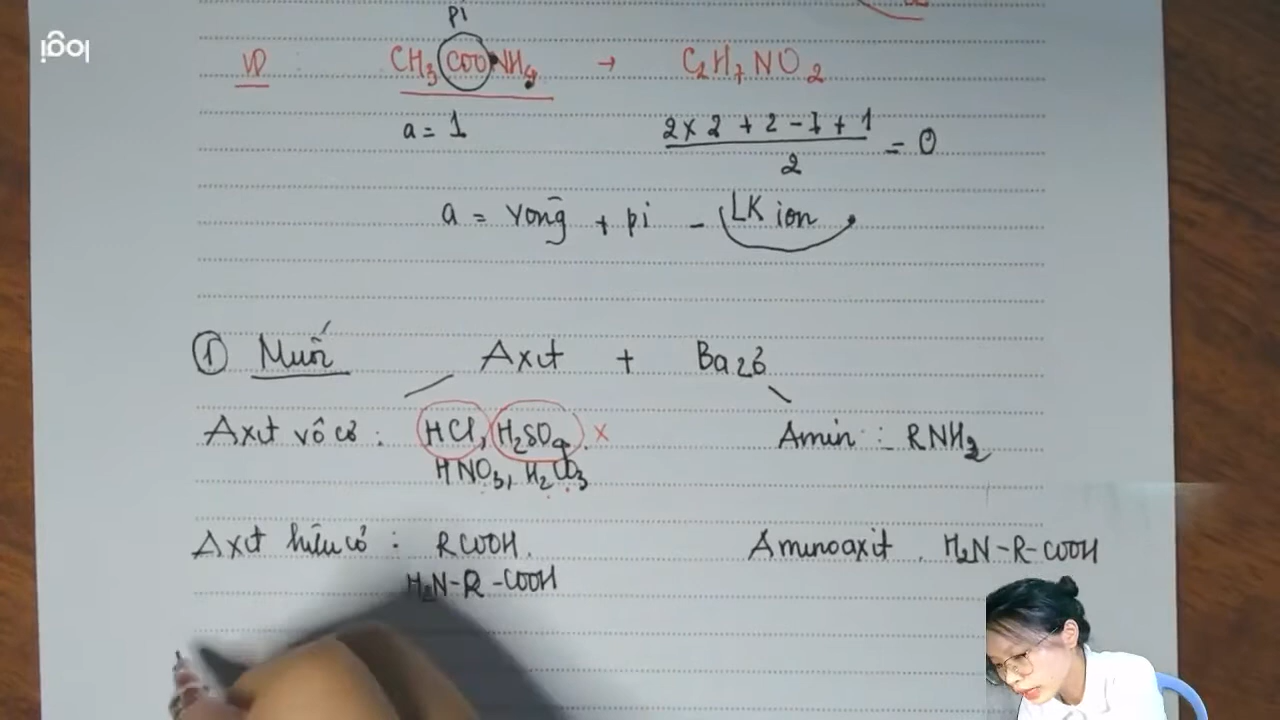 pi
logi
VD : CH3COONH4 → C2H7NO2
a = 1
2 x 2 + 2 - 7 + 1
2
= 0
a = vòng + pi - LK ion
① Muối Axit + Bazơ
Axit vô cơ : HCl, H2SO4. x Amin : RNH2
HNO3, H2CO3
Axit hữu cơ : RCOOH. Aminoaxit . H2N-R-COOH
H2N-R-COOH